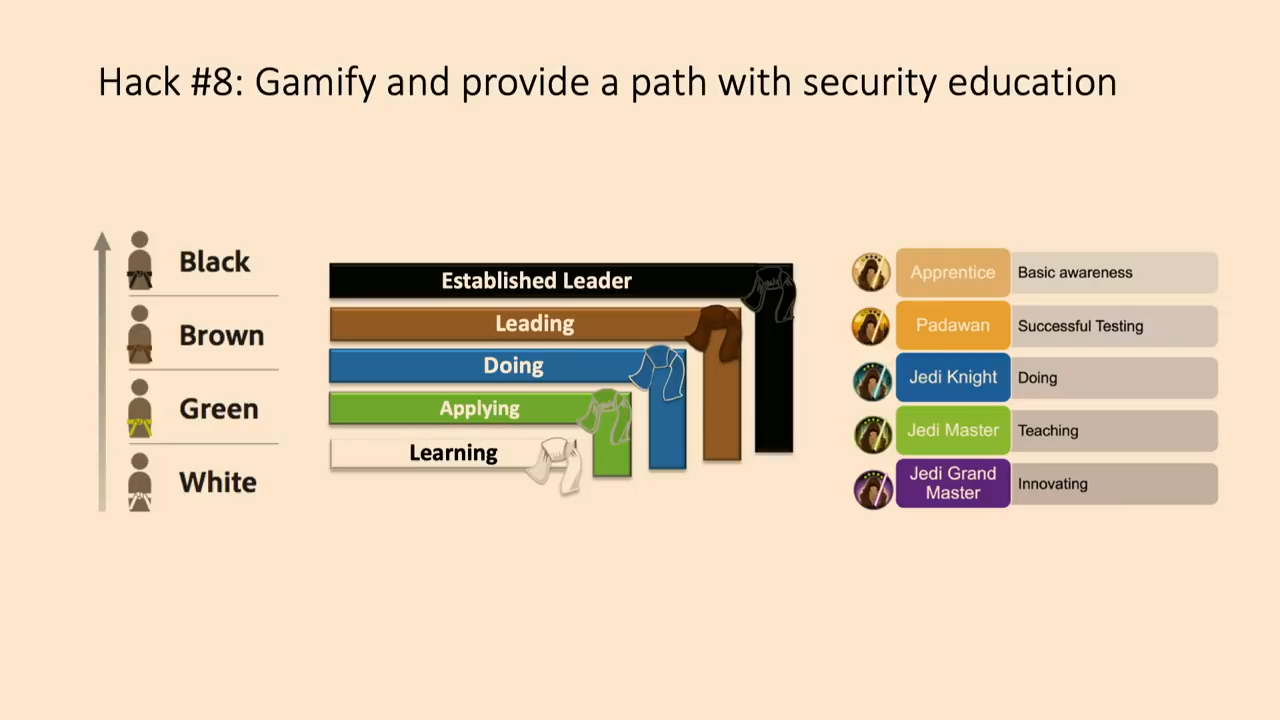 Hack #8: Gamify and provide a path with security education
Black
Brown
Green
White
Established Leader
Leading
Doing
Applying
Learning
Apprentice Basic awareness
Padawan Successful Testing
Jedi Knight Doing
Jedi Master Teaching
Jedi Grand
Master
Innovating